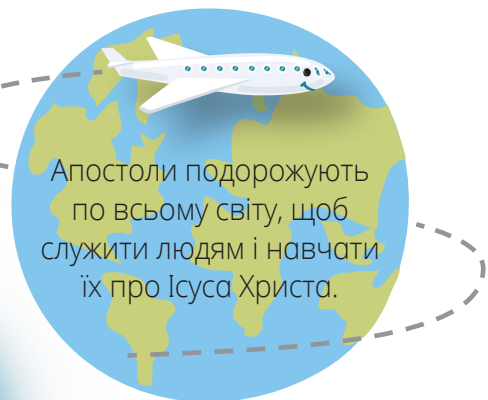 Апостоли подорожують
по всьому світу, щоб
служити людям і навчати
їх про Ісуса Христа.